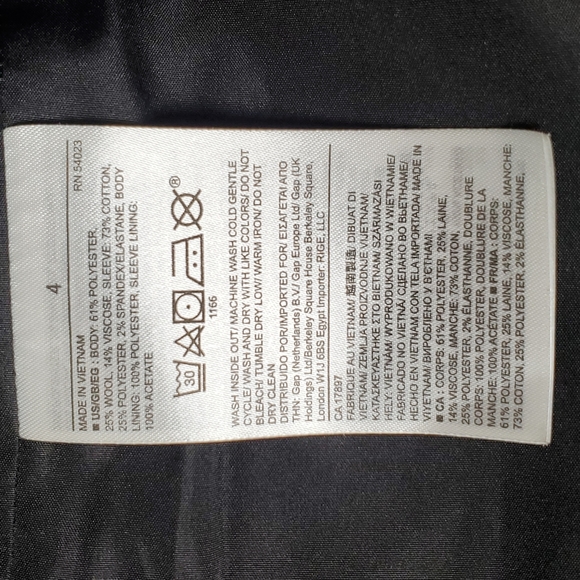 4
MADE IN VIETNAM RN 54023
■ US/GB/EG : BODY: 61% POLYESTER,
25% WOOL, 14% VISCOSE, SLEEVE: 73% COTTON,
25% POLYESTER, 2% SPANDEX/ELASTANE, BODY
LINING: 100% POLYESTER, SLEEVE LINING:
100% ACETATE
30 ®
1166
WASH INSIDE OUT/ MACHINE WASH COLD GENTLE
CYCLE/ WASH AND DRY WITH LIKE COLORS/ DO NOT
BLEACH/ TUMBLE DRY LOW/ WARM IRON/ DO NOT
DRY CLEAN
DISTRIBUIDO POR/IMPORTED FOR/ ΕΙΣΑΓΕΤΑΙ ΑΠΟ
ΤΗΝ: Gap (Netherlands) B.V./ Gap Europe Ltd/ Gap (UK
Holdings) Ltd/Berkeley Square House Berkeley Square,
London W1J 6BS Egypt Importer: RIGE, LLC
CA 17897
FABRIQUÉ AU VIETNAM/ 越南製造/ DIBUAT DI
VIETNAM/ ZEMLJA PROIZVODNJE: VIJETNAM/
ΚΑΤΑΣΚΕΥΑΣΤΗΚΕ ΣΤΟ ΒΙΕΤΝΑΜ/ SZÁRMAZÁSI
HELY: VIETNÁM/ WYPRODUKOWANO W WIETNAMIE/
FABRICADO NO VIETNÃ/ СДЕЛАНО ВО ВЬЕТНАМЕ/
HECHO EN VIETNAM CON TELA IMPORTADA/ MADE IN
VIYETNAM/ ВИРОБЛЕНО У В'ЄТНАМІ
■ CA : CORPS: 61% POLYESTER, 25% LAINE,
14% VISCOSE, MANCHE: 73% COTON,
25% POLYESTER, 2% ÉLASTHANNE, DOUBLURE
CORPS: 100% POLYESTER, DOUBLURE DE LA
MANCHE: 100% ACÉTATE ■ FR/MA : CORPS:
61% POLYESTER, 25% LAINE, 14% VISCOSE, MANCHE:
73% COTON, 25% POLYESTER, 2% ÉLASTHANNE,